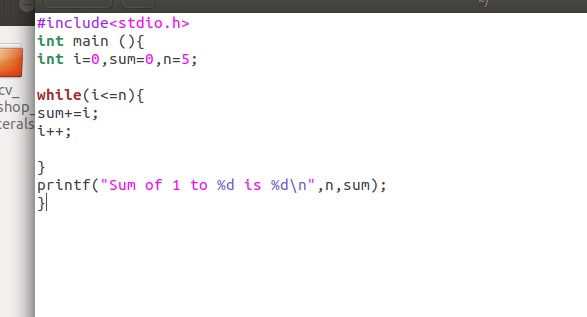 ~/
#include<stdio.h>
int main (){
int i=0,sum=0,n=5;
while(i<=n){
sum+=i;
i++;
}
printf("Sum of 1 to %d is %d\n",n,sum);
}
cv_
shop_
terals